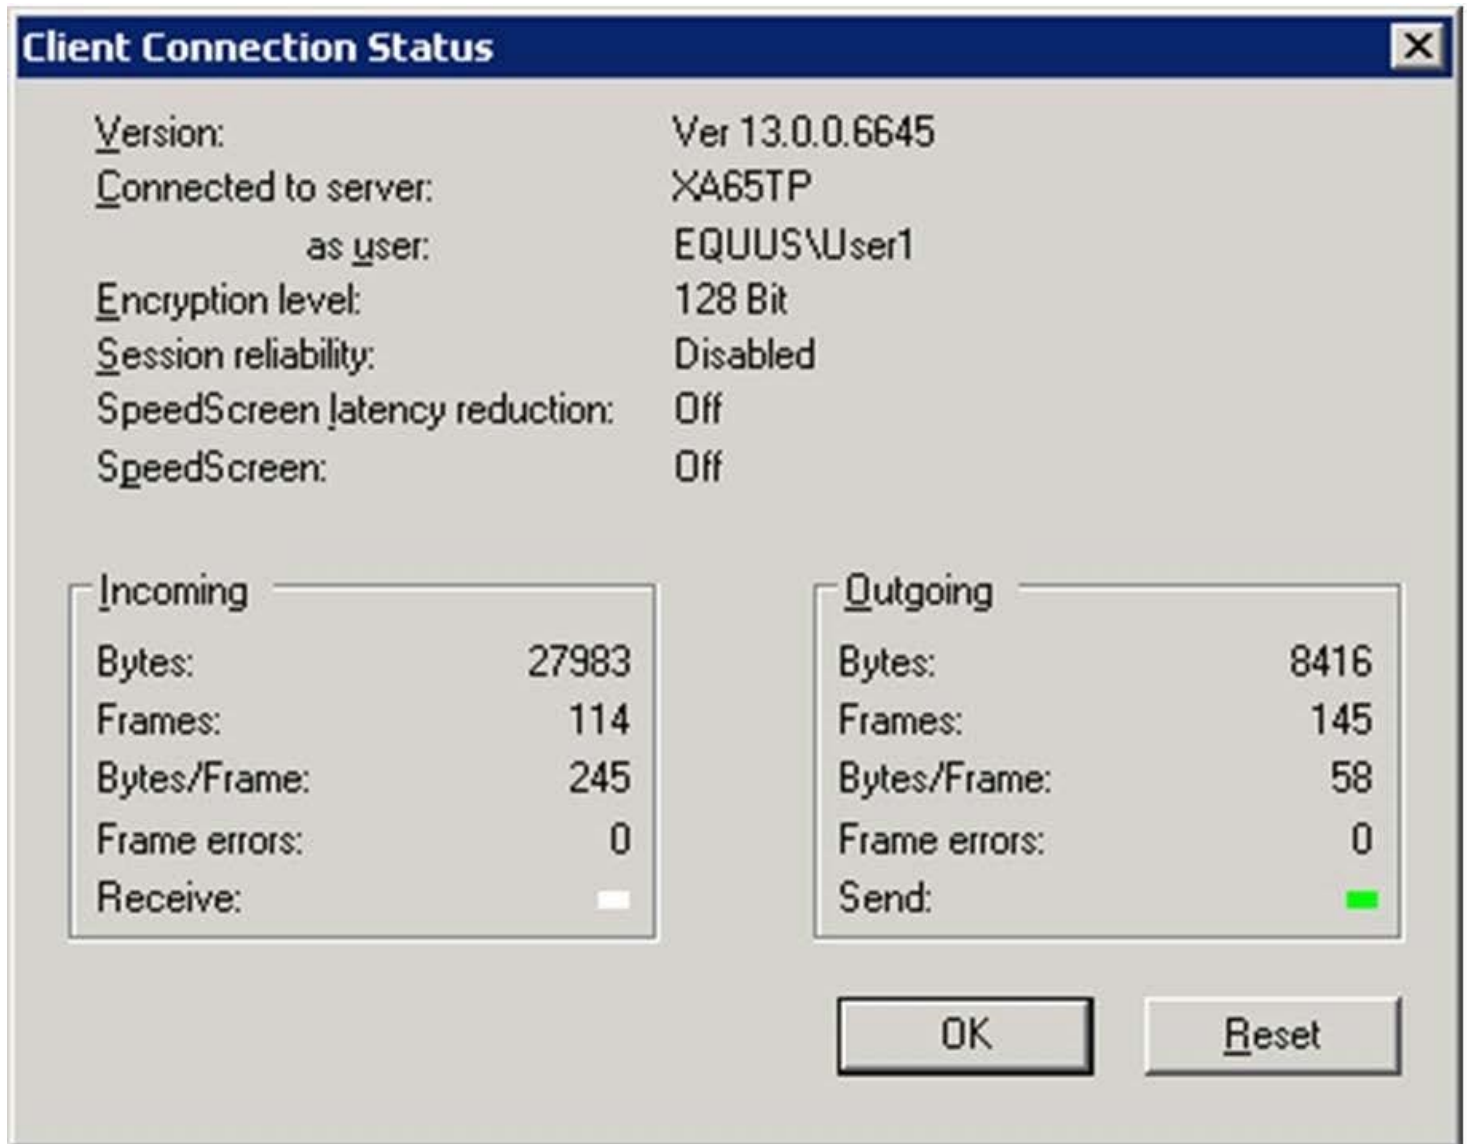 Client Connection Status
Version: Ver 13.0.0.6645
Connected to server: XA65TP
as user: EQUUS\User1
Encryption level: 128 Bit
Session reliability: Disabled
SpeedScreen latency reduction: Off
SpeedScreen: Off
Incoming
Bytes: 27983
Frames: 114
Bytes/Frame: 245
Frame errors: 0
Receive:
Outgoing
Bytes: 8416
Frames: 145
Bytes/Frame: 58
Frame errors: 0
Send:
OK
Reset